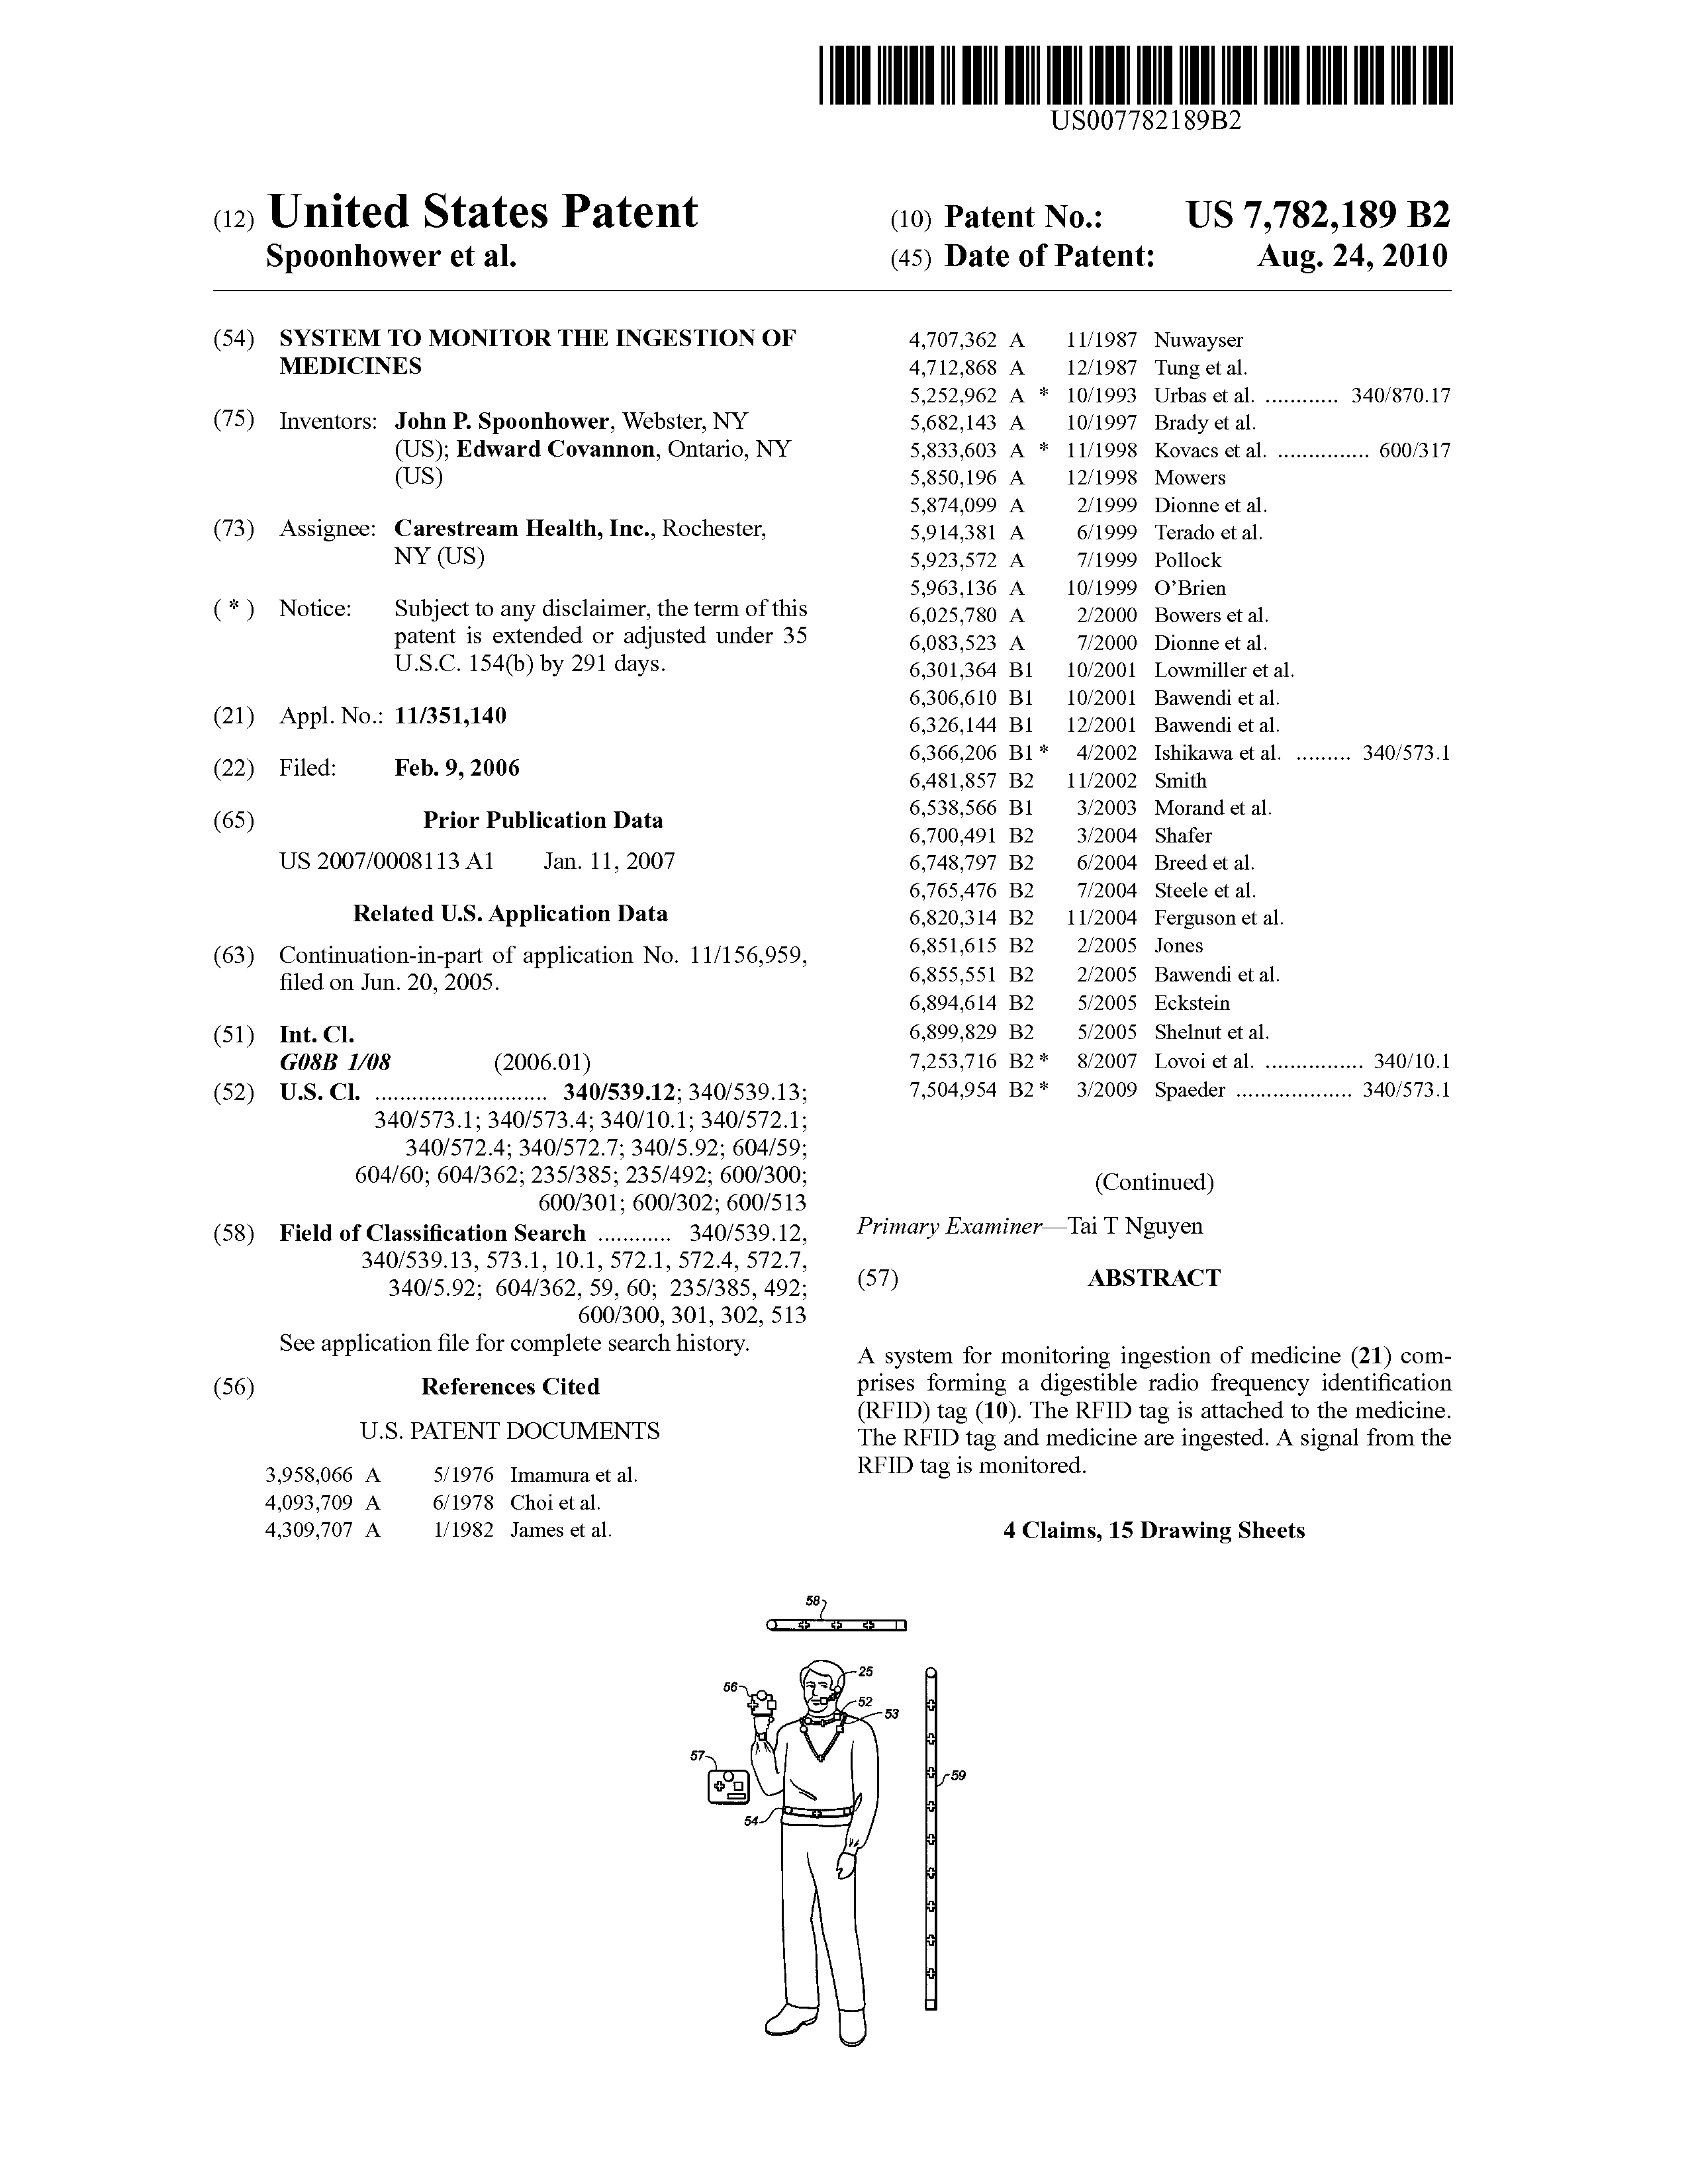 US007782189B2
(12) United States Patent
Spoonhower et al.
(10) Patent No.: US 7,782,189 B2
(45) Date of Patent: Aug. 24, 2010
(54) SYSTEM TO MONITOR THE INGESTION OF
MEDICINES
(75) Inventors: John P. Spoonhower, Webster, NY
(US); Edward Covannon, Ontario, NY
(US)
(73) Assignee: Carestream Health, Inc., Rochester,
NY (US)
( * ) Notice: Subject to any disclaimer, the term of this
patent is extended or adjusted under 35
U.S.C. 154(b) by 291 days.
(21) Appl. No.: 11/351,140
(22) Filed: Feb. 9, 2006
(65) Prior Publication Data
US 2007/0008113 A1 Jan. 11, 2007
Related U.S. Application Data
(63) Continuation-in-part of application No. 11/156,959,
filed on Jun. 20, 2005.
(51) Int. Cl.
G08B 1/08 (2006.01)
(52) U.S. Cl. .......................... 340/539.12; 340/539.13;
340/573.1; 340/573.4; 340/10.1; 340/572.1;
340/572.4; 340/572.7; 340/5.92; 604/59;
604/60; 604/362; 235/385; 235/492; 600/300;
600/301; 600/302; 600/513
(58) Field of Classification Search ............ 340/539.12,
340/539.13, 573.1, 10.1, 572.1, 572.4, 572.7,
340/5.92; 604/362, 59, 60; 235/385, 492;
600/300, 301, 302, 513
See application file for complete search history.
(56) References Cited
U.S. PATENT DOCUMENTS
3,958,066 A 5/1976 Imamura et al.
4,093,709 A 6/1978 Choi et al.
4,309,707 A 1/1982 James et al.
4,707,362 A 11/1987 Nuwayser
4,712,868 A 12/1987 Tung et al.
5,252,962 A * 10/1993 Urbas et al. ............ 340/870.17
5,682,143 A 10/1997 Brady et al.
5,833,603 A * 11/1998 Kovacs et al. ............... 600/317
5,850,196 A 12/1998 Mowers
5,874,099 A 2/1999 Dionne et al.
5,914,381 A 6/1999 Terado et al.
5,923,572 A 7/1999 Pollock
5,963,136 A 10/1999 O’Brien
6,025,780 A 2/2000 Bowers et al.
6,083,523 A 7/2000 Dionne et al.
6,301,364 B1 10/2001 Lowmiller et al.
6,306,610 B1 10/2001 Bawendi et al.
6,326,144 B1 12/2001 Bawendi et al.
6,366,206 B1 * 4/2002 Ishikawa et al. ......... 340/573.1
6,481,857 B2 11/2002 Smith
6,538,566 B1 3/2003 Morand et al.
6,700,491 B2 3/2004 Shafer
6,748,797 B2 6/2004 Breed et al.
6,765,476 B2 7/2004 Steele et al.
6,820,314 B2 11/2004 Ferguson et al.
6,851,615 B2 2/2005 Jones
6,855,551 B2 2/2005 Bawendi et al.
6,894,614 B2 5/2005 Eckstein
6,899,829 B2 5/2005 Shelnut et al.
7,253,716 B2 * 8/2007 Lovoi et al. ................ 340/10.1
7,504,954 B2 * 3/2009 Spaeder ................... 340/573.1
(Continued)
Primary Examiner—Tai T Nguyen
(57) ABSTRACT
A system for monitoring ingestion of medicine (21) com-
prises forming a digestible radio frequency identification
(RFID) tag (10). The RFID tag is attached to the medicine.
The RFID tag and medicine are ingested. A signal from the
RFID tag is monitored.
4 Claims, 15 Drawing Sheets
58
25
56
52
53
57
59
54